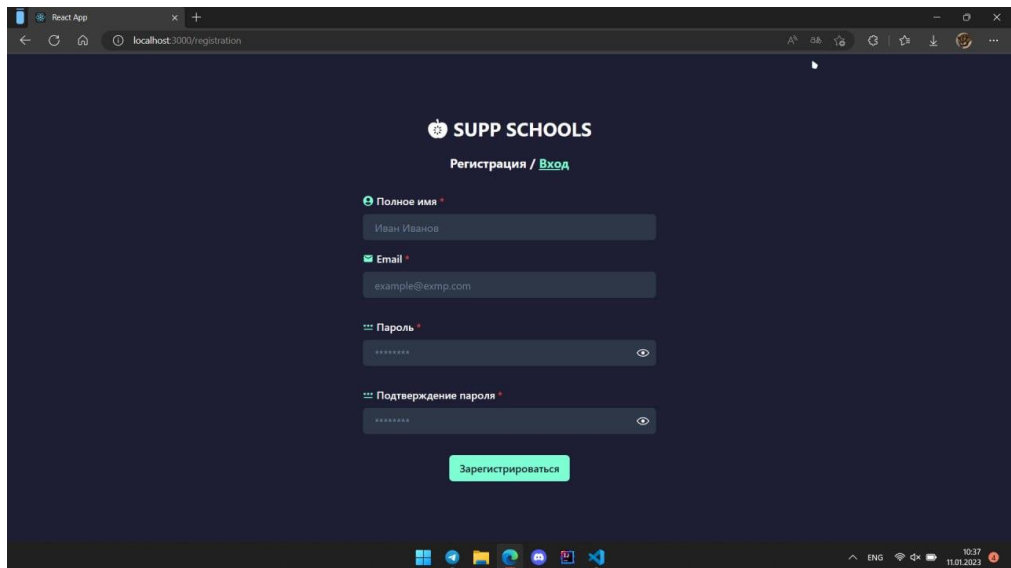 React App
localhost:3000/registration
SUPP SCHOOLS
Регистрация / Вход
Полное имя *
Иван Иванов
Email *
example@exmp.com
Пароль *
********
Подтверждение пароля *
********
Зарегистрироваться
ENG
10:37
11.01.2023
4